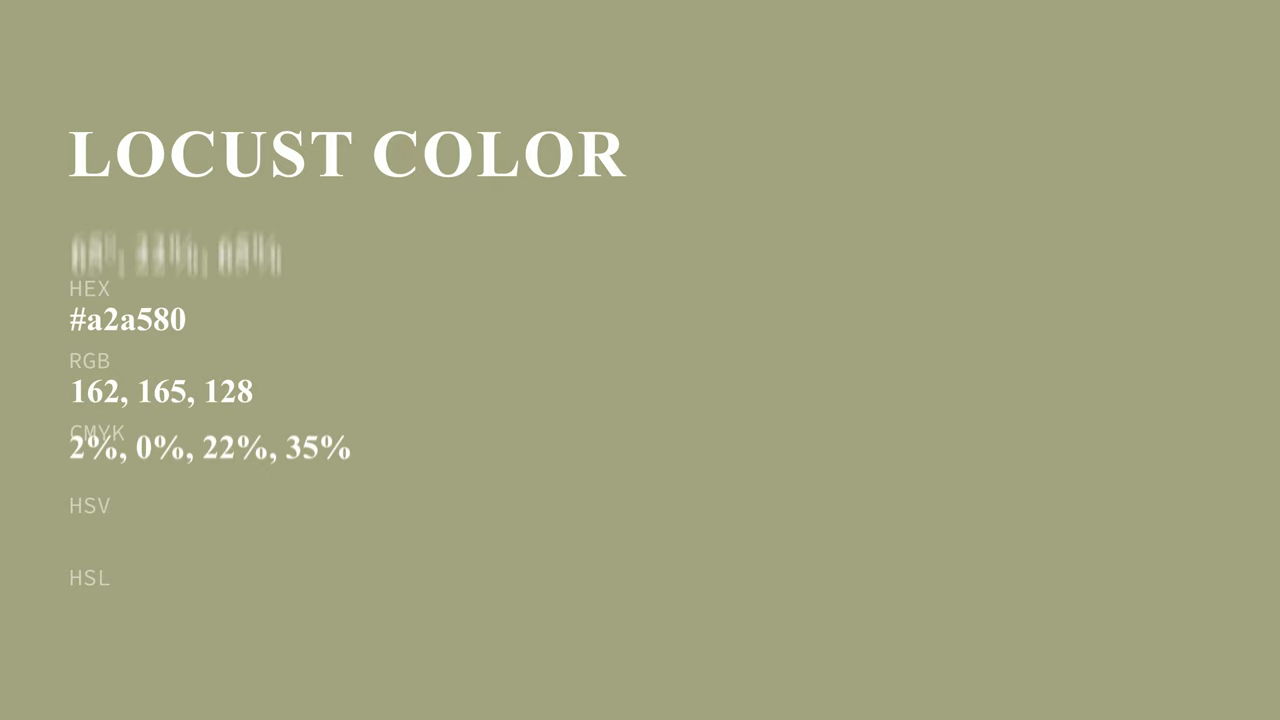 LOCUST COLOR
HEX
#a2a580
RGB
162, 165, 128
CMYK
2%, 0%, 22%, 35%
HSV
HSL